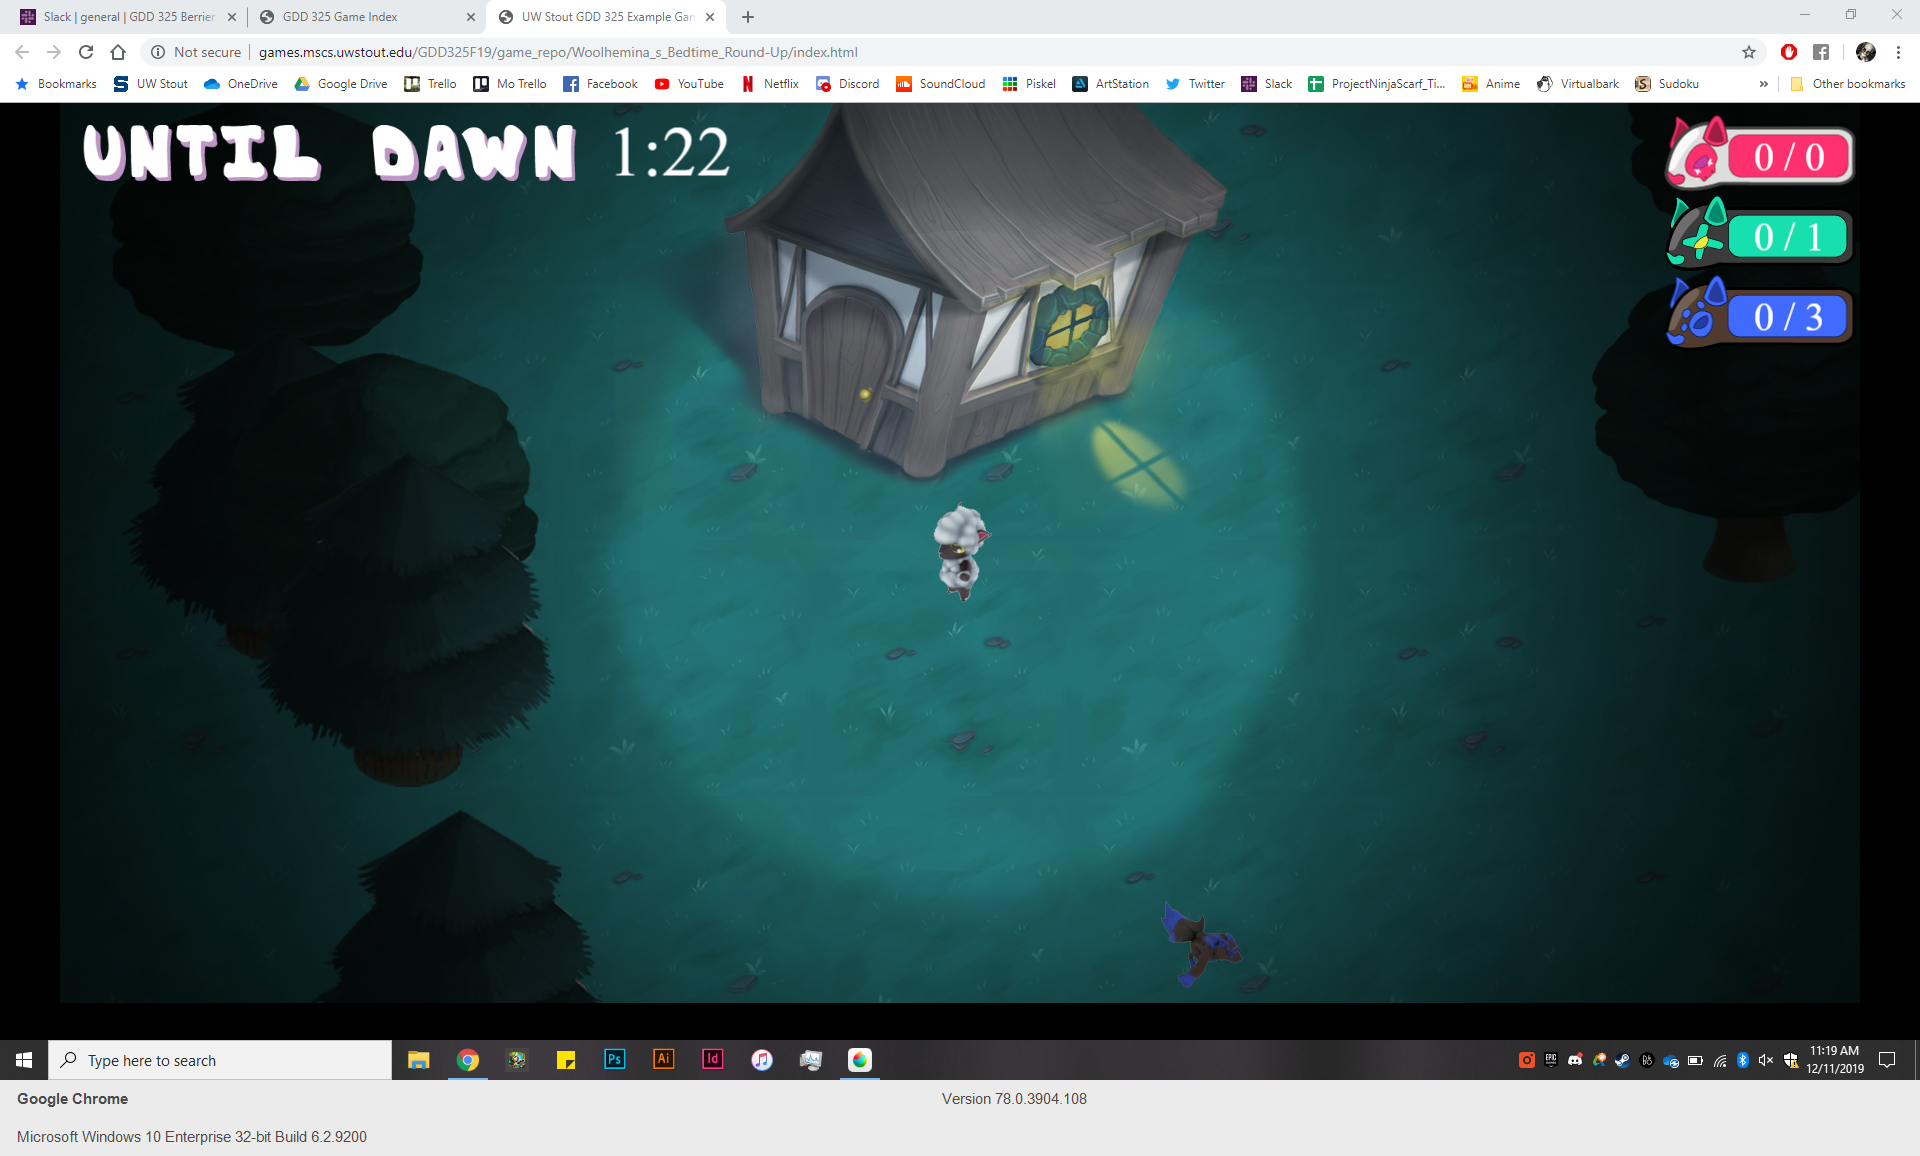 Slack | general | GDD 325 Berrier
GDD 325 Game Index
UW Stout GDD 325 Example Gan
Not secure
games.mscs.uwstout.edu/GDD325F19/game_repo/Woolhemina_s_Bedtime_Round-Up/index.html
Bookmarks
UW Stout
OneDrive
Google Drive
Trello
Mo Trello
Facebook
YouTube
Netflix
Discord
SoundCloud
Piskel
ArtStation
Twitter
Slack
ProjectNinjaScarf_Ti...
Anime
Virtualbark
Sudoku
»
Other bookmarks
UNTIL DAWN 1:22
0 / 0
0 / 1
0 / 3
Type here to search
Ps
Ai
Id
11:19 AM
12/11/2019
Google Chrome
Version 78.0.3904.108
Microsoft Windows 10 Enterprise 32-bit Build 6.2.9200